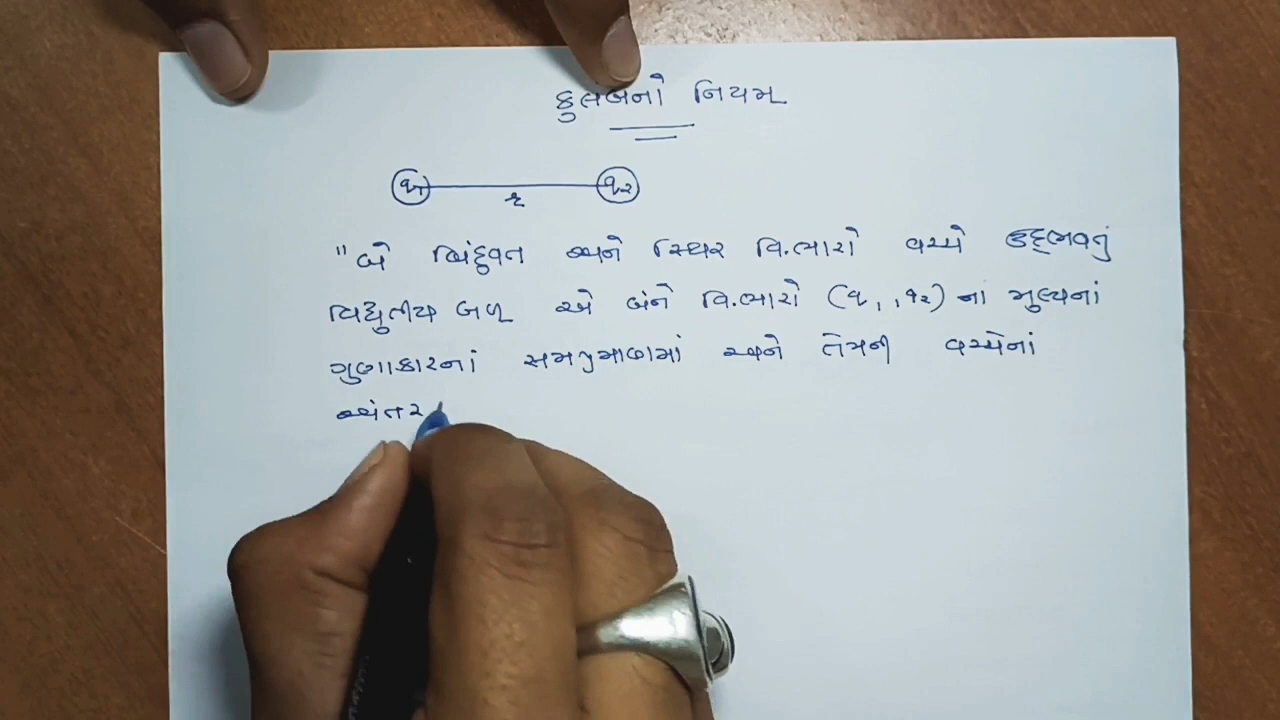 કુલંબનો નિયમ
q1 r q2
"બે બિંદુવત અને સ્થિર વિ.ભારો વચ્ચે ઉદ્ભવતું
વિદ્યુતીય બળ એ બંને વિ.ભારો (q1, q2) નાં મુલ્યનાં
ગુણાકારનાં સમપ્રમાણમાં અને તેમની વચ્ચેનાં
અંતર